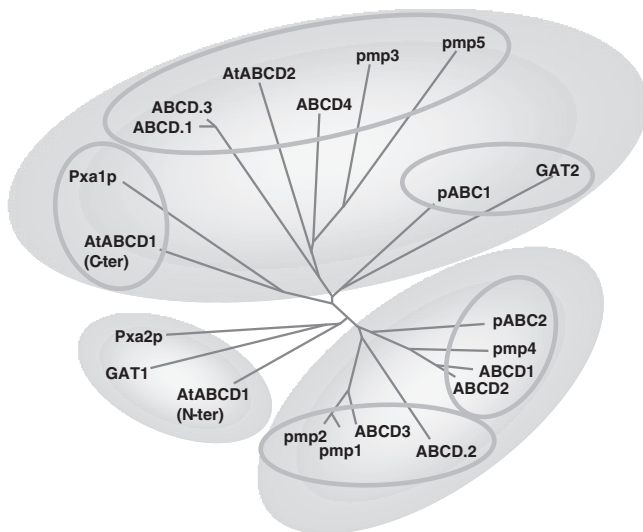 pmp5
pmp3
AtABCD2
ABCD4
ABCD.3
ABCD.1
Pxa1p
GAT2
pABC1
AtABCD1
(C-ter)
pABC2
Pxa2p
pmp4
GAT1
ABCD1
ABCD2
AtABCD1
(N-ter)
pmp2
ABCD3
pmp1
ABCD.2